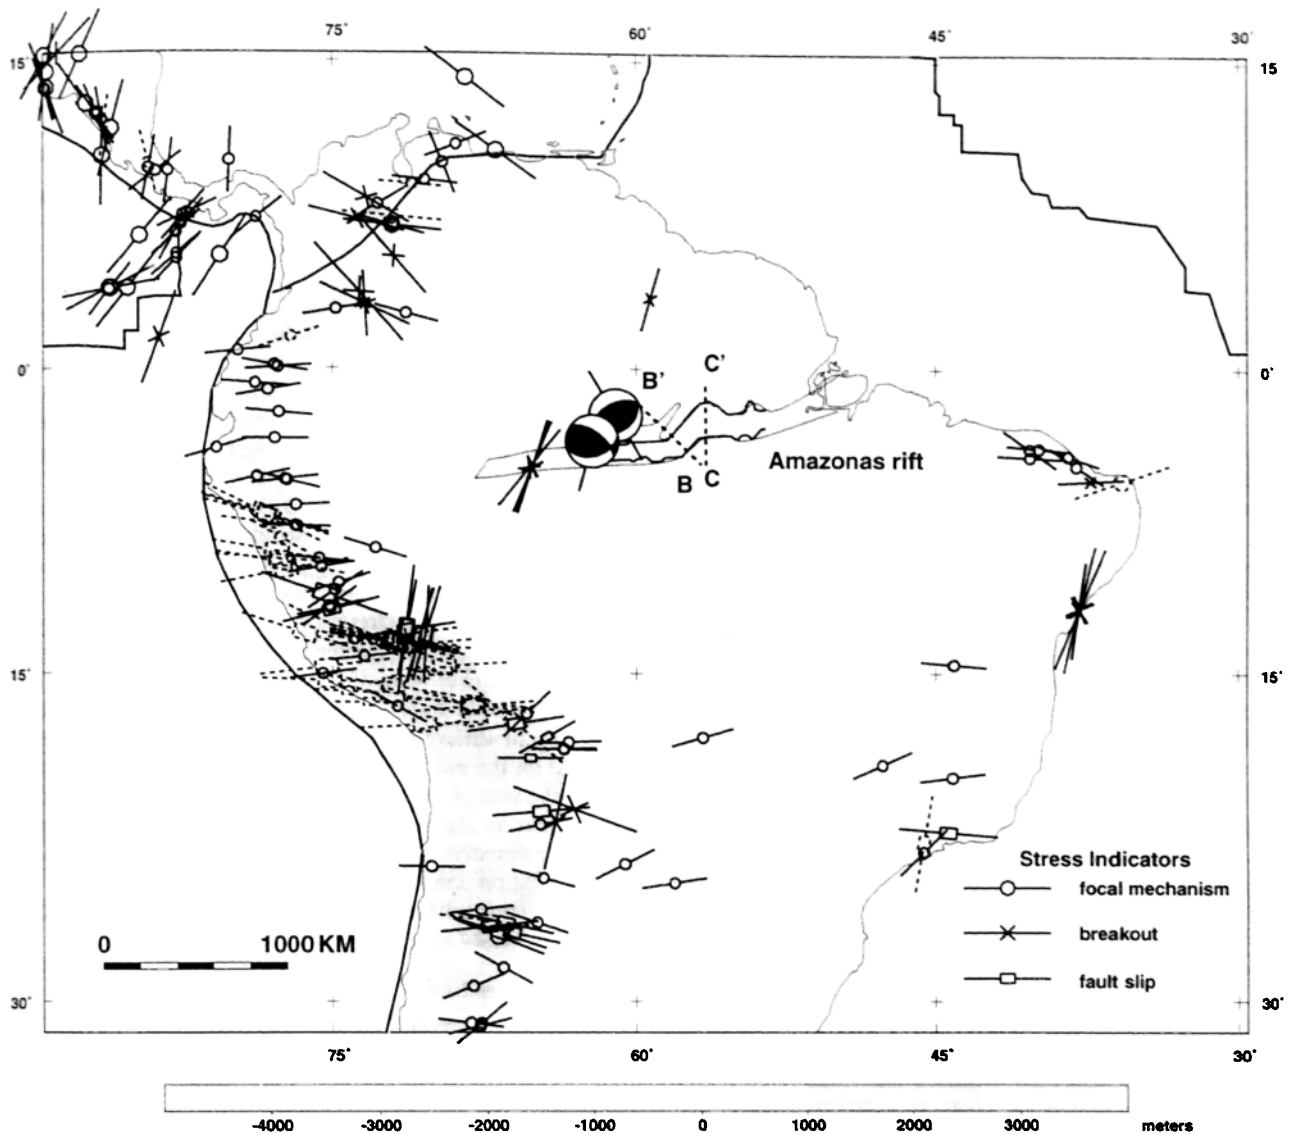 75° 60° 45° 30°
15° 15
C'
B'
0° 0°
Amazonas rift
B C
15° 15°
Stress Indicators
focal mechanism
0 1000 KM
breakout
fault slip
30° 30°
75° 60° 45° 30°
-4000 -3000 -2000 -1000 0 1000 2000 3000 meters